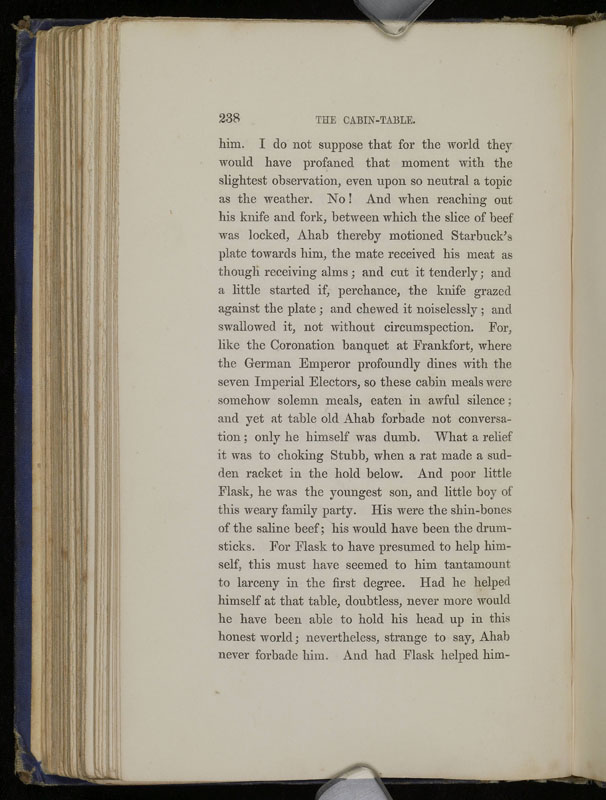 238 THE CABIN-TABLE.
him. I do not suppose that for the world they
would have profaned that moment with the
slightest observation, even upon so neutral a topic
as the weather. No! And when reaching out
his knife and fork, between which the slice of beef
was locked, Ahab thereby motioned Starbuck's
plate towards him, the mate received his meat as
though receiving alms; and cut it tenderly; and
a little started if, perchance, the knife grazed
against the plate; and chewed it noiselessly; and
swallowed it, not without circumspection. For,
like the Coronation banquet at Frankfort, where
the German Emperor profoundly dines with the
seven Imperial Electors, so these cabin meals were
somehow solemn meals, eaten in awful silence;
and yet at table old Ahab forbade not conversa-
tion; only he himself was dumb. What a relief
it was to choking Stubb, when a rat made a sud-
den racket in the hold below. And poor little
Flask, he was the youngest son, and little boy of
this weary family party. His were the shin-bones
of the saline beef; his would have been the drum-
sticks. For Flask to have presumed to help him-
self, this must have seemed to him tantamount
to larceny in the first degree. Had he helped
himself at that table, doubtless, never more would
he have been able to hold his head up in this
honest world; nevertheless, strange to say, Ahab
never forbade him. And had Flask helped him-